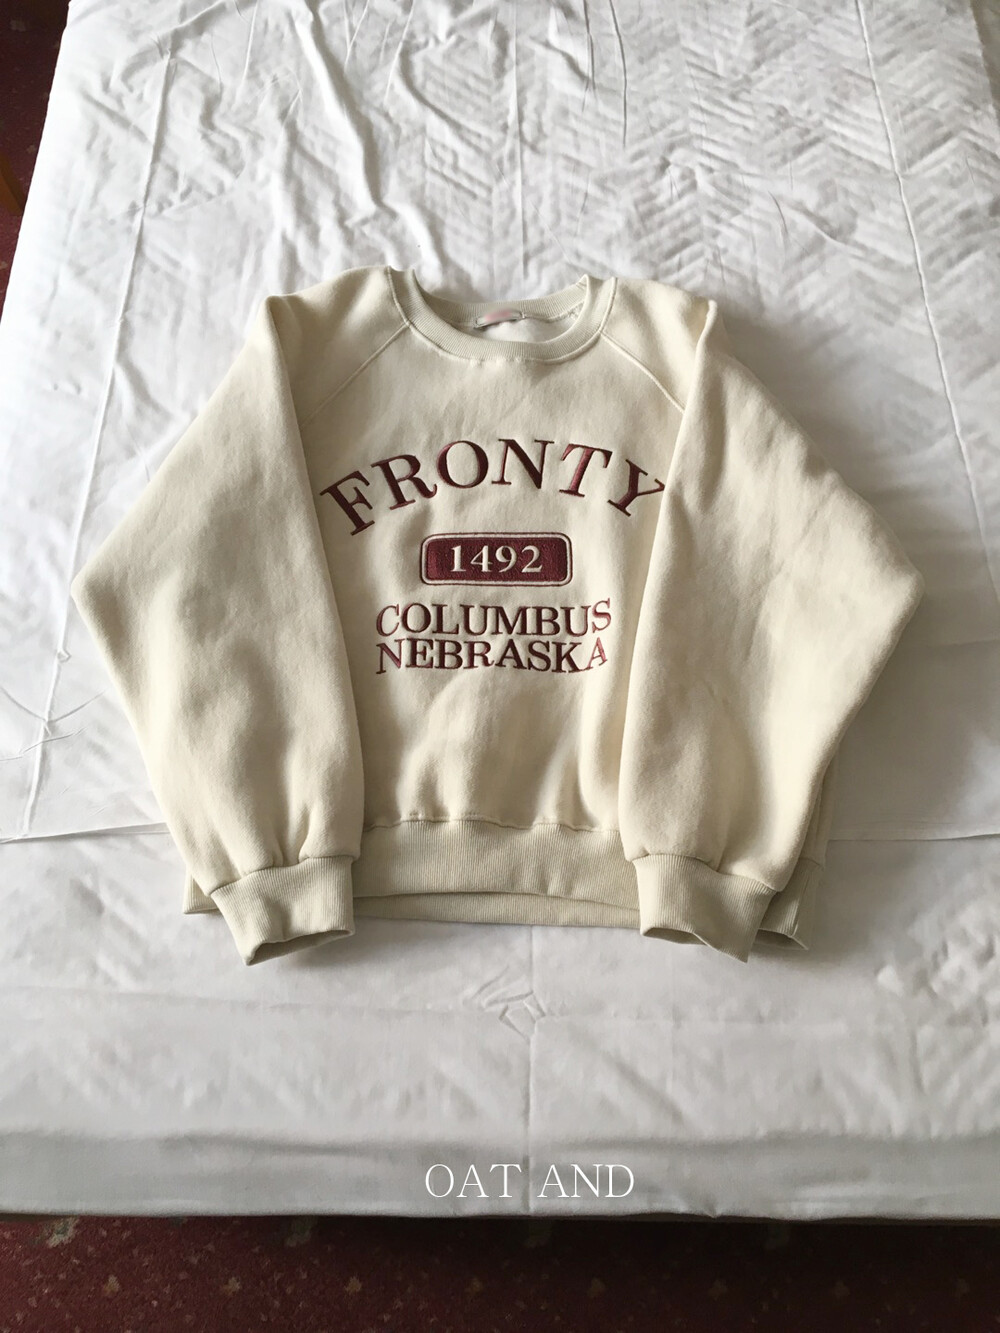 FRONTY
1492
COLUMBUS
NEBRASKA
OAT AND